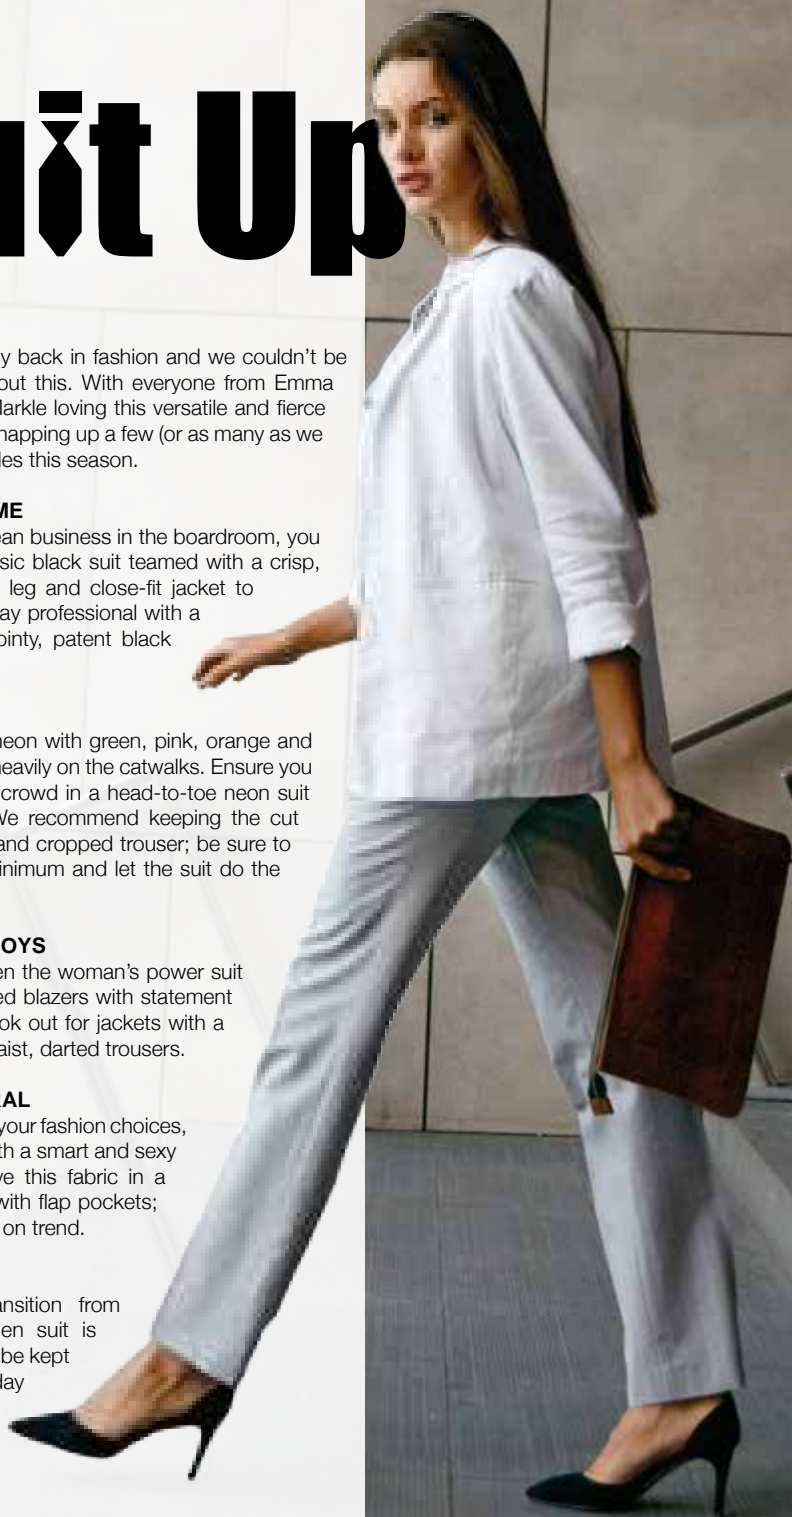 uit Up
y back in fashion and we couldn’t be
out this. With everyone from Emma
Markle loving this versatile and fierce
napping up a few (or as many as we
les this season.
ME
ean business in the boardroom, you
sic black suit teamed with a crisp,
leg and close-fit jacket to
ay professional with a
ointy, patent black
neon with green, pink, orange and
heavily on the catwalks. Ensure you
crowd in a head-to-toe neon suit
We recommend keeping the cut
and cropped trouser; be sure to
inimum and let the suit do the
OYS
en the woman’s power suit
ed blazers with statement
ok out for jackets with a
aist, darted trousers.
RAL
your fashion choices,
th a smart and sexy
ve this fabric in a
with flap pockets;
on trend.
ansition from
en suit is
be kept
day